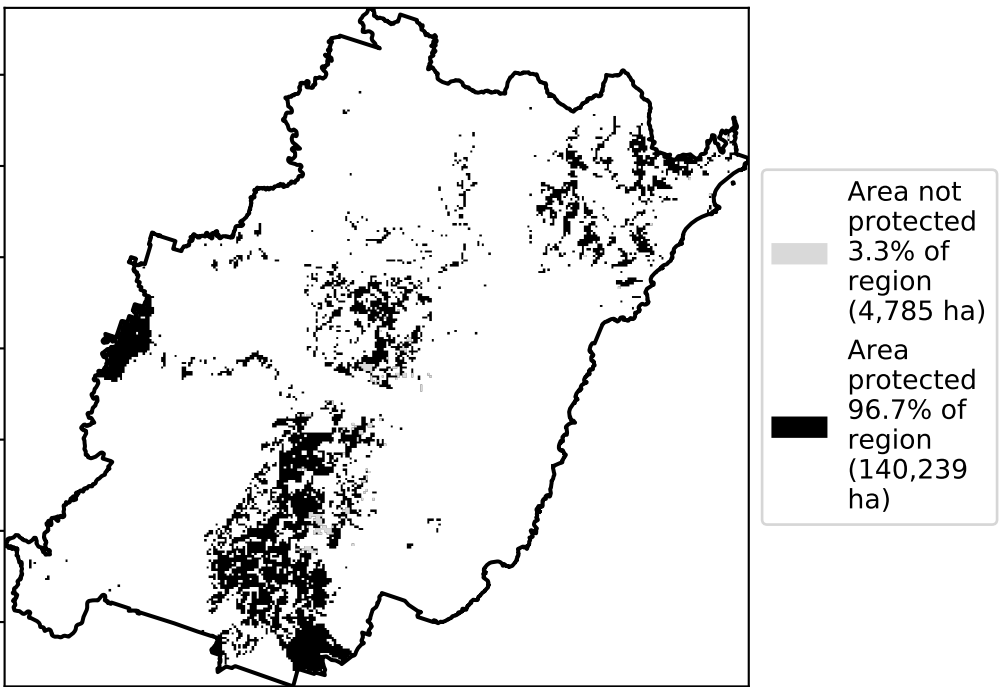 Area not
protected
3.3% of
region
(4,785 ha)
Area
protected
96.7% of
region
(140,239
ha)